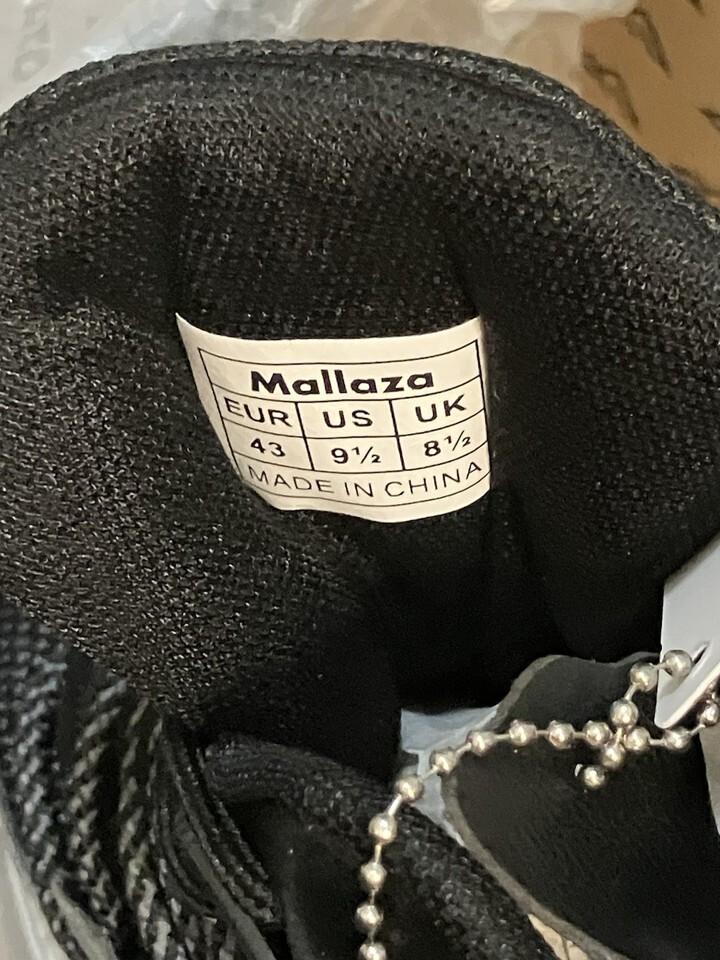 Mallaza
EUR US UK
43 9½ 8½
MADE IN CHINA